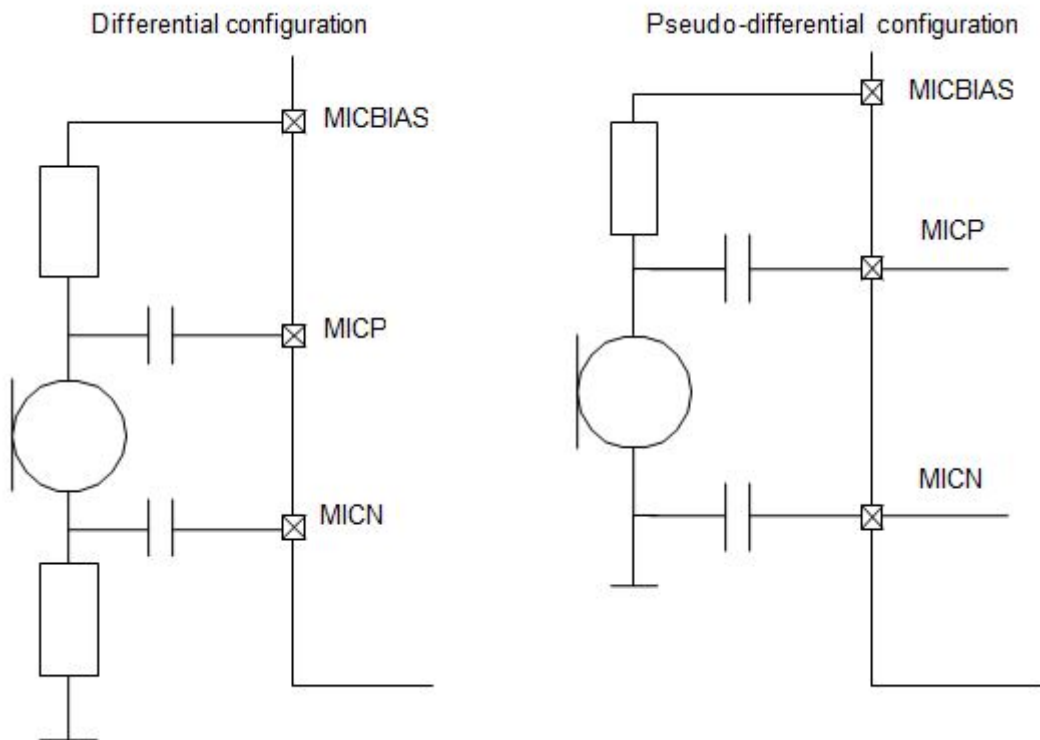 Differential configuration
MICBIAS
MICP
MICN
Pseudo-differential configuration
MICBIAS
MICP
MICN